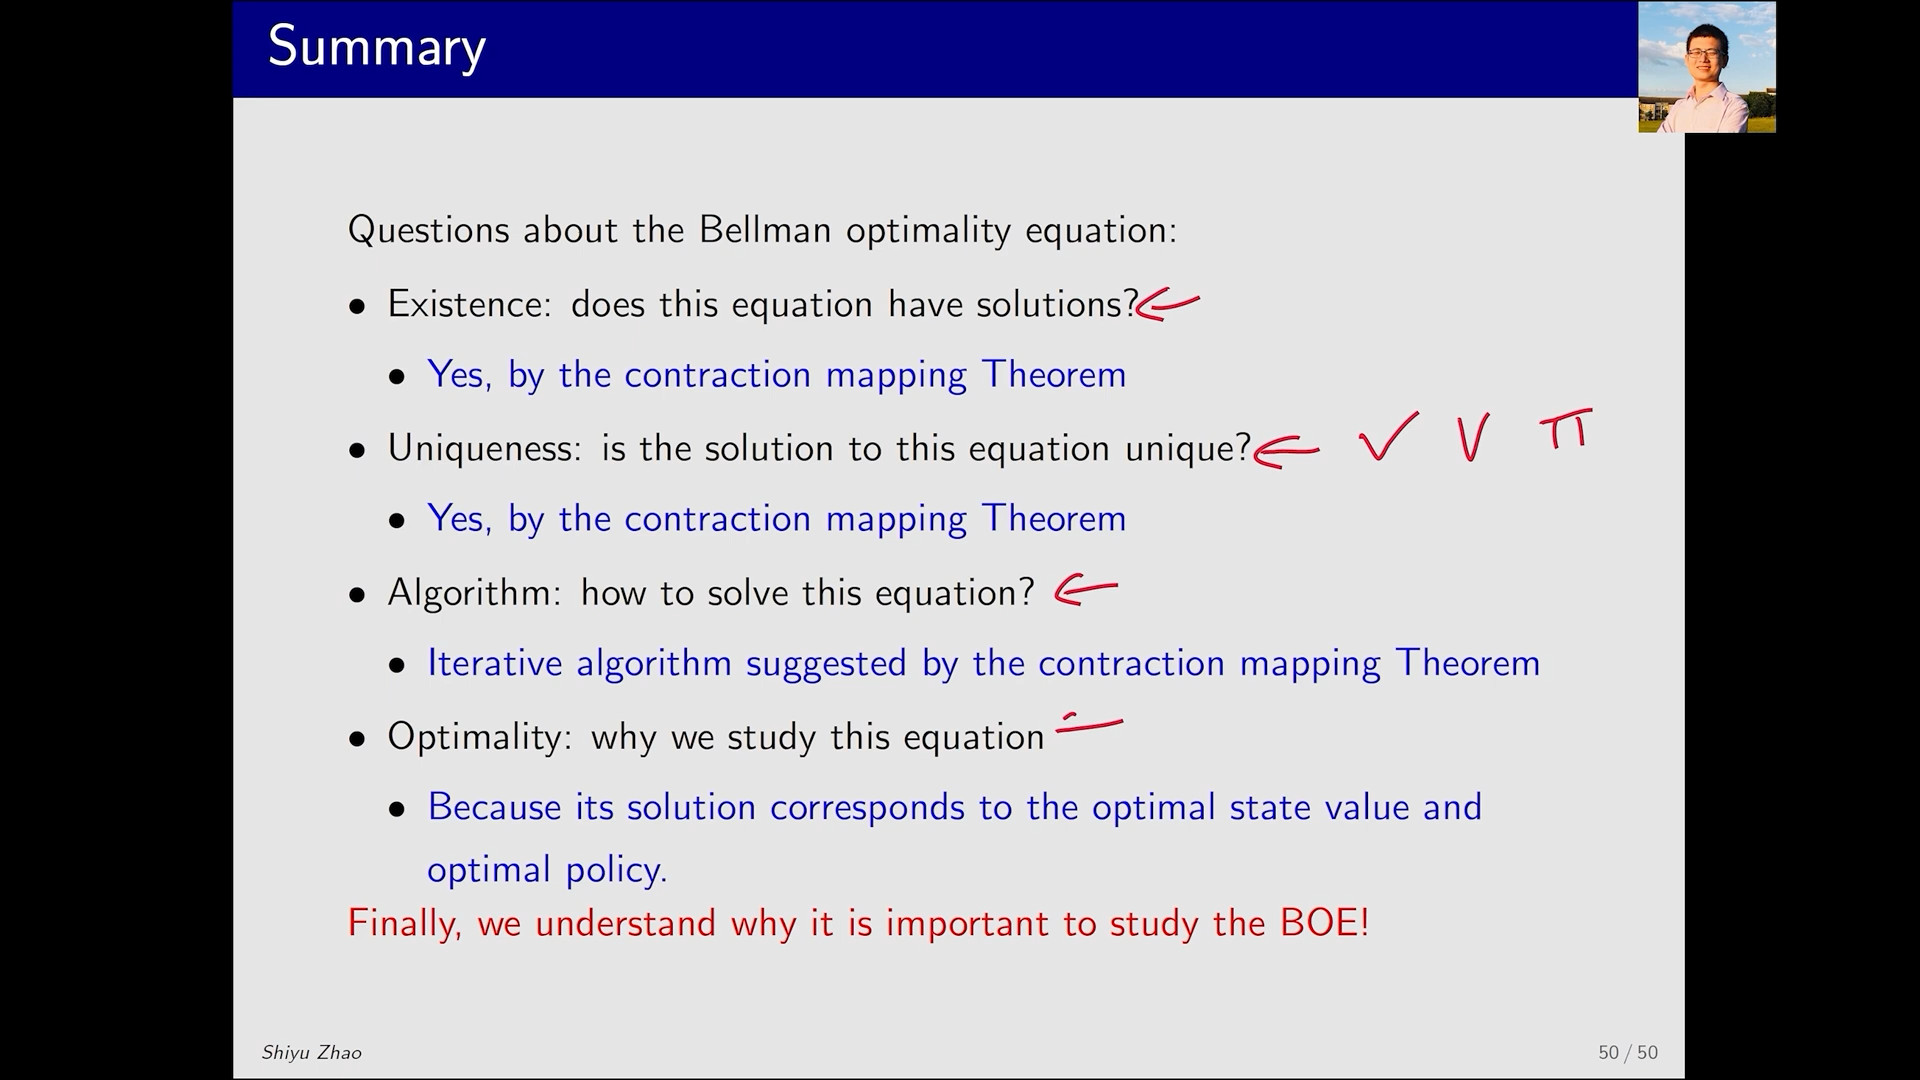 Summary
Questions about the Bellman optimality equation:
• Existence: does this equation have solutions?
• Yes, by the contraction mapping Theorem
• Uniqueness: is the solution to this equation unique? ✓ V π
• Yes, by the contraction mapping Theorem
• Algorithm: how to solve this equation?
• Iterative algorithm suggested by the contraction mapping Theorem
• Optimality: why we study this equation
• Because its solution corresponds to the optimal state value and
optimal policy.
Finally, we understand why it is important to study the BOE!
Shiyu Zhao
50 / 50